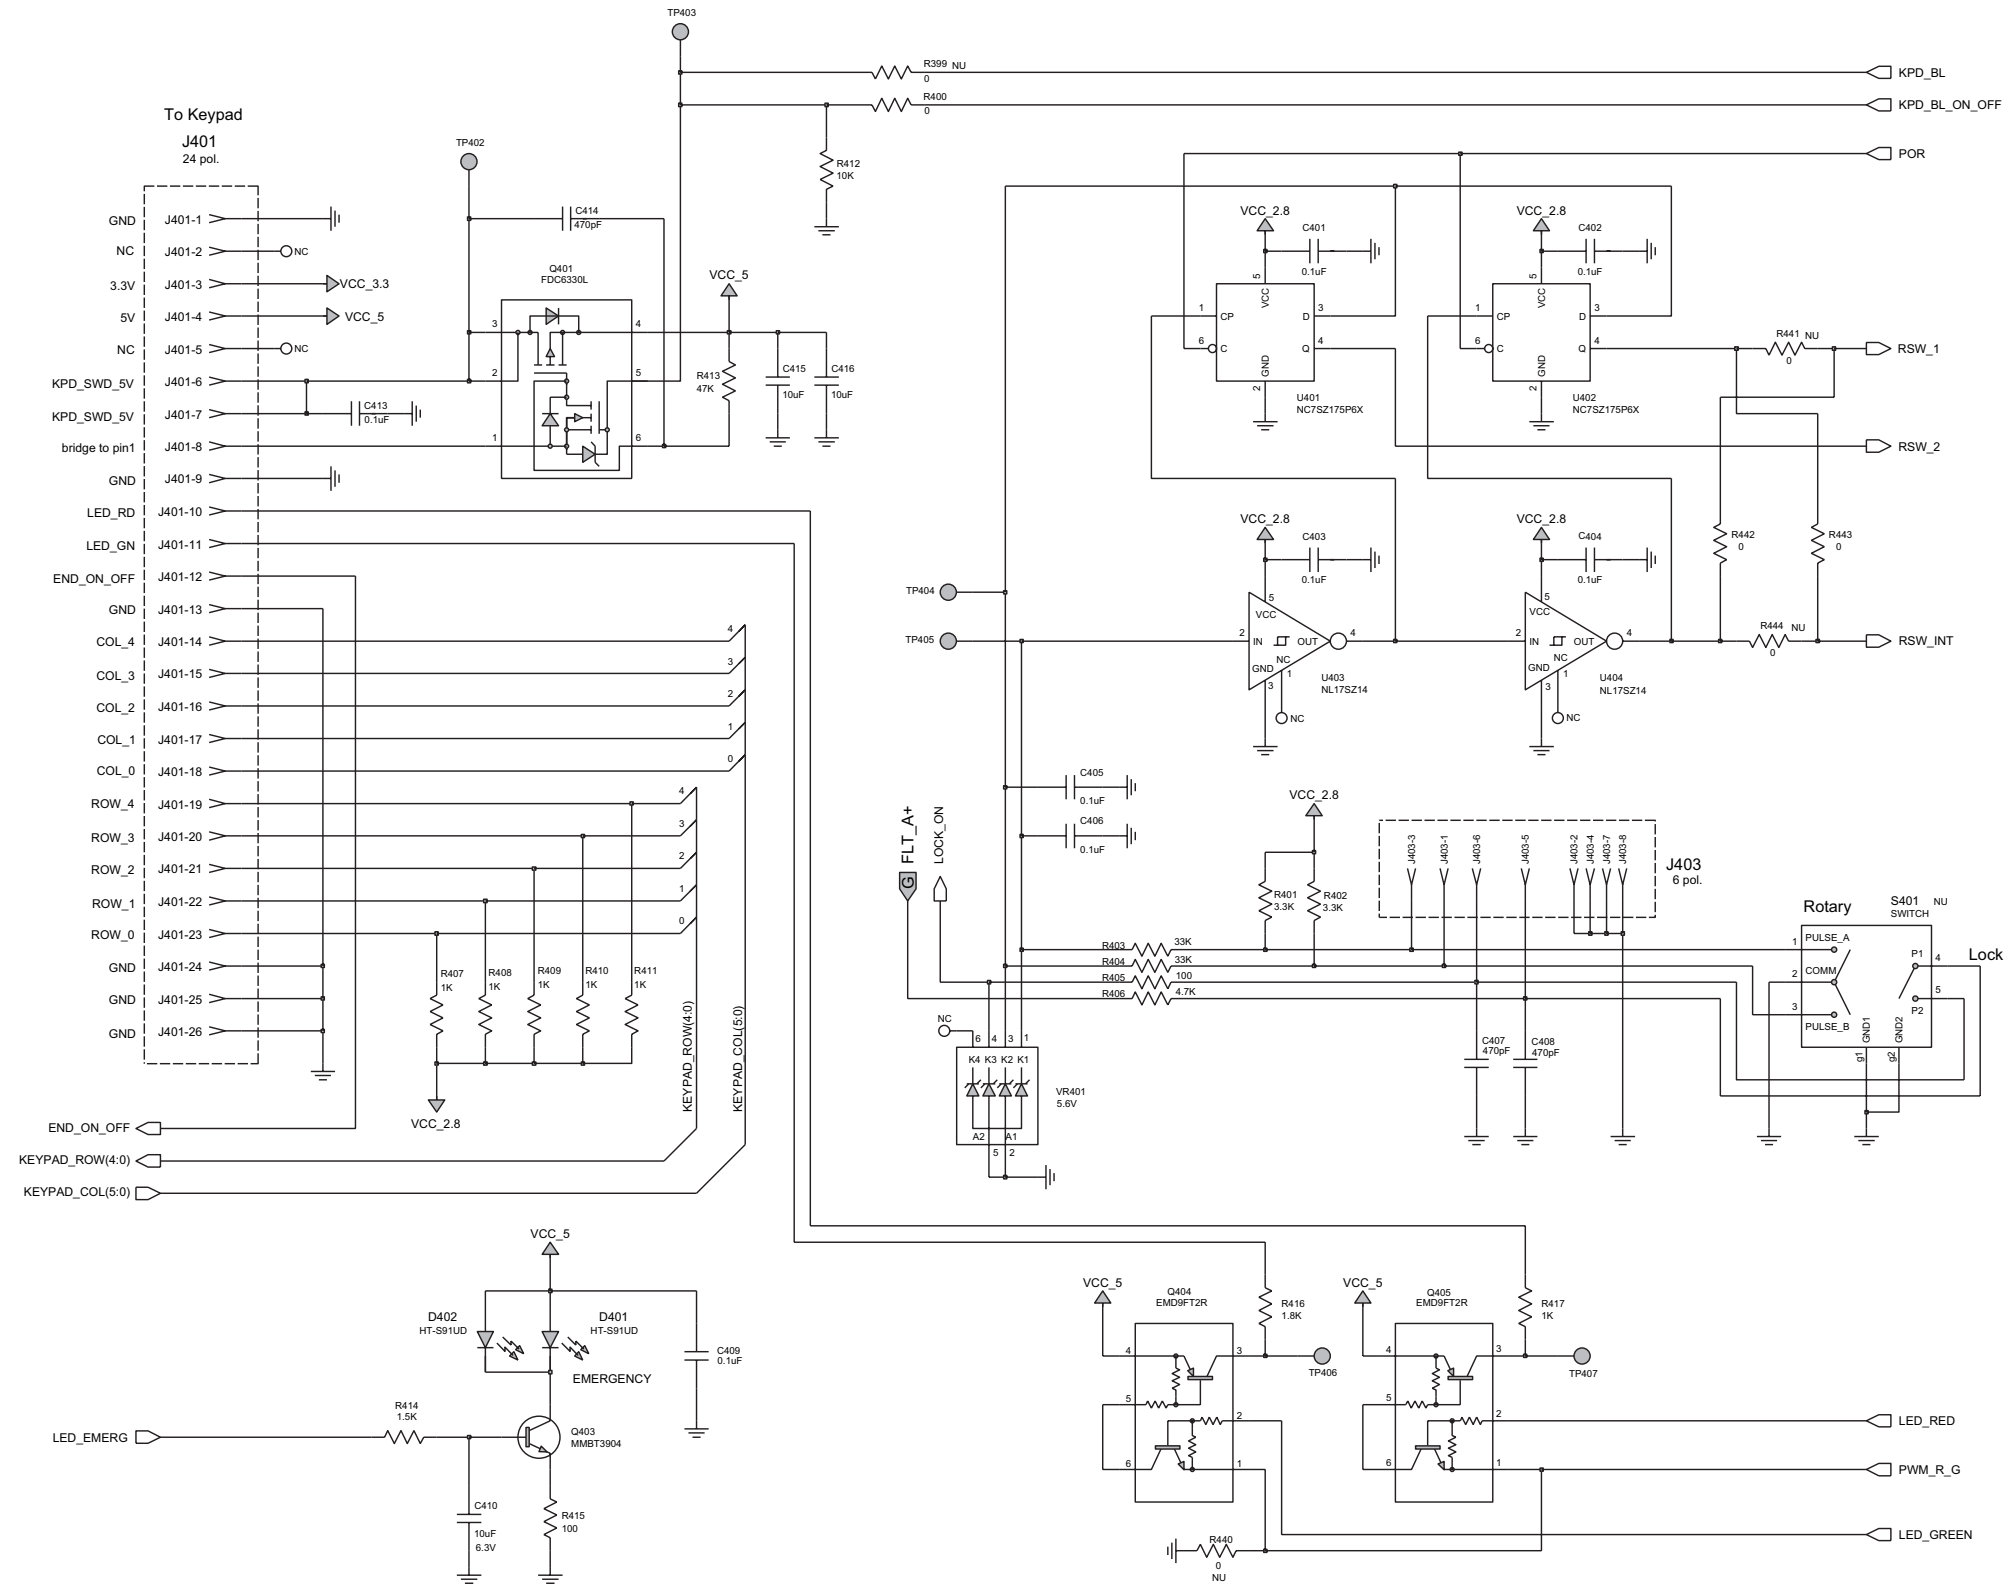 TP403
R399 NU
0
KPD_BL
R400
0
KPD_BL_ON_OFF
To Keypad
J401
24 pol.
TP402
R412
10K
POR
GND J401-1
NC J401-2 NC
3.3V J401-3 VCC_3.3
5V J401-4 VCC_5
NC J401-5 NC
KPD_SWD_5V J401-6
KPD_SWD_5V J401-7
bridge to pin1 J401-8
GND J401-9
LED_RD J401-10
LED_GN J401-11
END_ON_OFF J401-12
GND J401-13
COL_4 J401-14 4
COL_3 J401-15 3
COL_2 J401-16 2
COL_1 J401-17 1
COL_0 J401-18 0
ROW_4 J401-19 4
ROW_3 J401-20 3
ROW_2 J401-21 2
ROW_1 J401-22 1
ROW_0 J401-23 0
GND J401-24
GND J401-25
GND J401-26
C413
0.1uF
C414
470pF
Q401
FDC6330L
3
2
1
4
5
6
VCC_5
R413
47K
C415
10uF
C416
10uF
R407
1K
R408
1K
R409
1K
R410
1K
R411
1K
VCC_2.8
KEYPAD_ROW(4:0)
KEYPAD_COL(5:0)
END_ON_OFF
KEYPAD_ROW(4:0)
KEYPAD_COL(5:0)
VCC_2.8
C401
0.1uF
5
VCC
1 CP
D 3
6 C
Q 4
GND
2
U401
NC7SZ175P6X
VCC_2.8
C402
0.1uF
5
VCC
1 CP
D 3
6 C
Q 4
GND
2
U402
NC7SZ175P6X
R441 NU
0
RSW_1
RSW_2
R442
0
R443
0
R444 NU
0
RSW_INT
TP404
TP405
VCC_2.8
C403
0.1uF
5
VCC
2 IN OUT 4
NC
GND 1
3
NC
U403
NL17SZ14
VCC_2.8
C404
0.1uF
5
VCC
2 IN OUT 4
NC
GND 1
3
NC
U404
NL17SZ14
C405
0.1uF
C406
0.1uF
G FLT_A+
LOCK_ON
VCC_2.8
R401
3.3K
R402
3.3K
J403-3
J403-1
J403-6
J403-5
J403-2
J403-4
J403-7
J403-8
J403
6 pol.
R403 33K
R404 33K
R405 100
R406 4.7K
C407
470pF
C408
470pF
Rotary
S401 NU
SWITCH
Lock
1 PULSE_A
2 COMM
3 PULSE_B
P1 4
5
P2
GND1
GND2
g1
g2
NC
6 4 3 1
K4 K3 K2 K1
A2 A1
5 2
VR401
5.6V
VCC_5
D402
HT-S91UD
D401
HT-S91UD
EMERGENCY
C409
0.1uF
LED_EMERG
R414
1.5K
Q403
MMBT3904
C410
10uF
6.3V
R415
100
VCC_5
Q404
EMD9FT2R
R416
1.8K
4
5
6
3
2
1
TP406
VCC_5
Q405
EMD9FT2R
R417
1K
4
5
6
3
2
1
TP407
LED_RED
PWM_R_G
LED_GREEN
R440
0
NU